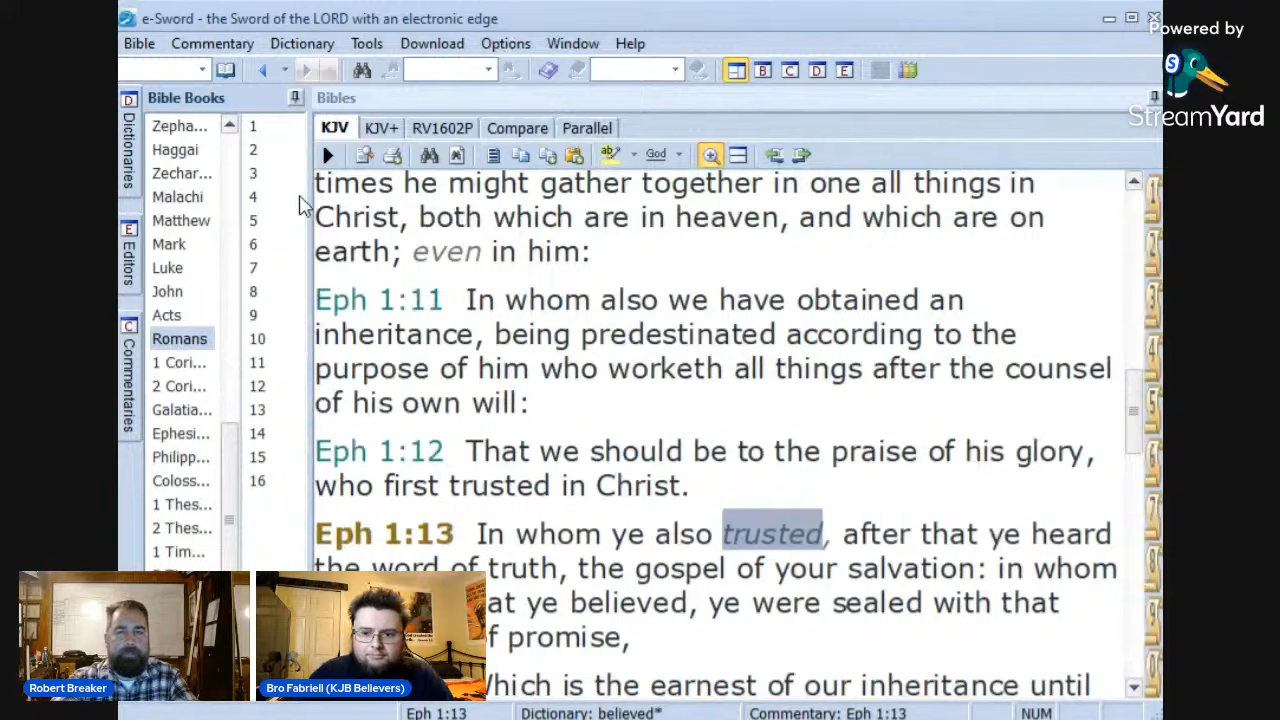 e-Sword - the Sword of the LORD with an electronic edge
Powered by
StreamYard
Bible Commentary Dictionary Tools Download Options Window Help
B C D E
Bible Books
Bibles
D Dictionaries
E Editors
C Commentaries
KJV KJV+ RV1602P Compare Parallel
God
Zepha... 1
Haggai 2
Zechar... 3
Malachi 4
Matthew 5
Mark 6
Luke 7
John 8
Acts 9
Romans 10
1 Cori... 11
2 Cori... 12
Galatia... 13
Ephesi... 14
Philipp... 15
Coloss... 16
1 Thes...
2 Thes...
1 Tim...
times he might gather together in one all things in
Christ, both which are in heaven, and which are on
earth; even in him:
Eph 1:11 In whom also we have obtained an
inheritance, being predestinated according to the
purpose of him who worketh all things after the counsel
of his own will:
Eph 1:12 That we should be to the praise of his glory,
who first trusted in Christ.
Eph 1:13 In whom ye also trusted, after that ye heard
the word of truth, the gospel of your salvation: in whom
at ye believed, ye were sealed with that
f promise,
Which is the earnest of our inheritance until
Robert Breaker
Bro Fabriell (KJB Believers)
Eph 1:13 Dictionary: believed* Commentary: Eph 1:13 NUM